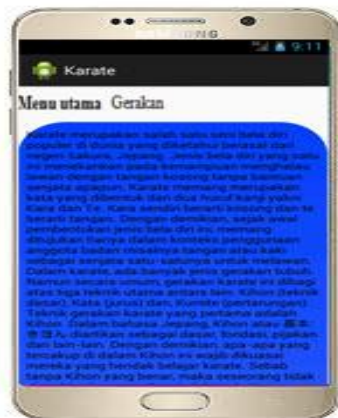 SAMSUNG
9:11
Karate
Menu utama Gerakan
Karate merupakan salah satu seni bela diri
populer di dunia yang diketahui berasal dari
negeri sakura, Jepang. Jenis bela diri yang satu
ini menekankan pada kemampuan menghalau
lawan dengan tangan kosong tanpa bantuan
senjata apapun. Karate memang merupakan
kata yang dibentuk dari dua huruf kanji yakni
Kara dan Te. Kara sendiri berarti kosong dan te
berarti tangan. Dengan demikian, sejak awal
pembentukan jenis bela diri ini, memang
ditujukan hanya dalam konteks penggunaan
anggota badan misalnya tangan atau kaki
sebagai senjata satu-satunya untuk melawan.
Dalam karate, ada banyak jenis gerakan tubuh.
Namun secara umum, gerakan karate ini dibagi
atas tiga teknik utama antara lain: Kihon (teknik
dasar), Kata (jurus) dan, Kumite (pertarungan).
Teknik gerakan karate yang pertama adalah
Kihon. Dalam bahasa Jepang, Kihon atau 基本
diartikan sebagai dasar, fondasi, pijakan
dan lain-lain. Dengan demikian, apa-apa yang
tercakup di dalam Kihon ini wajib dikuasai
mereka yang hendak belajar karate. Sebab
tanpa Kihon yang benar, maka seseorang tidak